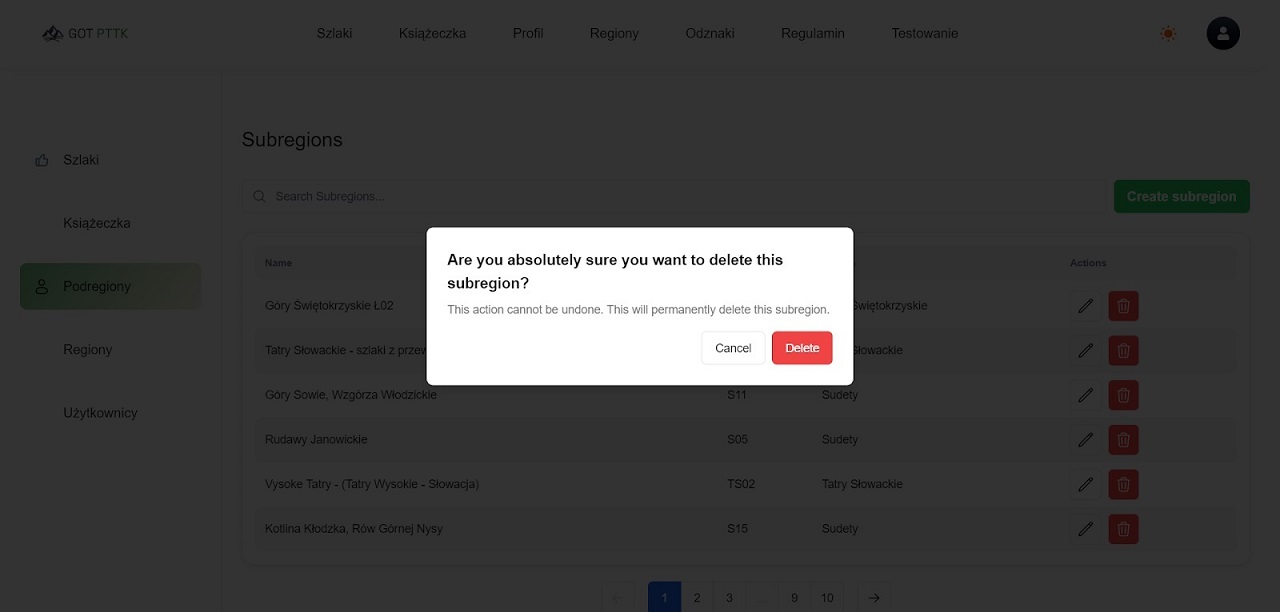 GOT PTTK Szlaki Książeczka Profil Regiony Odznaki Regulamin Testowanie
Subregions
Szlaki
Książeczka
Podregiony
Regiony
Użytkownicy
Search Subregions...
Create subregion
Name Actions
Góry Świętokrzyskie Ł02 Świętokrzyskie
Tatry Słowackie - szlaki z Słowackie
Góry Sowie, Wzgórza Włodzickie S11 Sudety
Rudawy Janowickie S05 Sudety
Vysoke Tatry - (Tatry Wysokie - Słowacja) TS02 Tatry Słowackie
Kotlina Kłodzka, Rów Górnej Nysy S15 Sudety
Are you absolutely sure you want to delete this
subregion?
This action cannot be undone. This will permanently delete this subregion.
Cancel Delete
1 2 3 ... 9 10